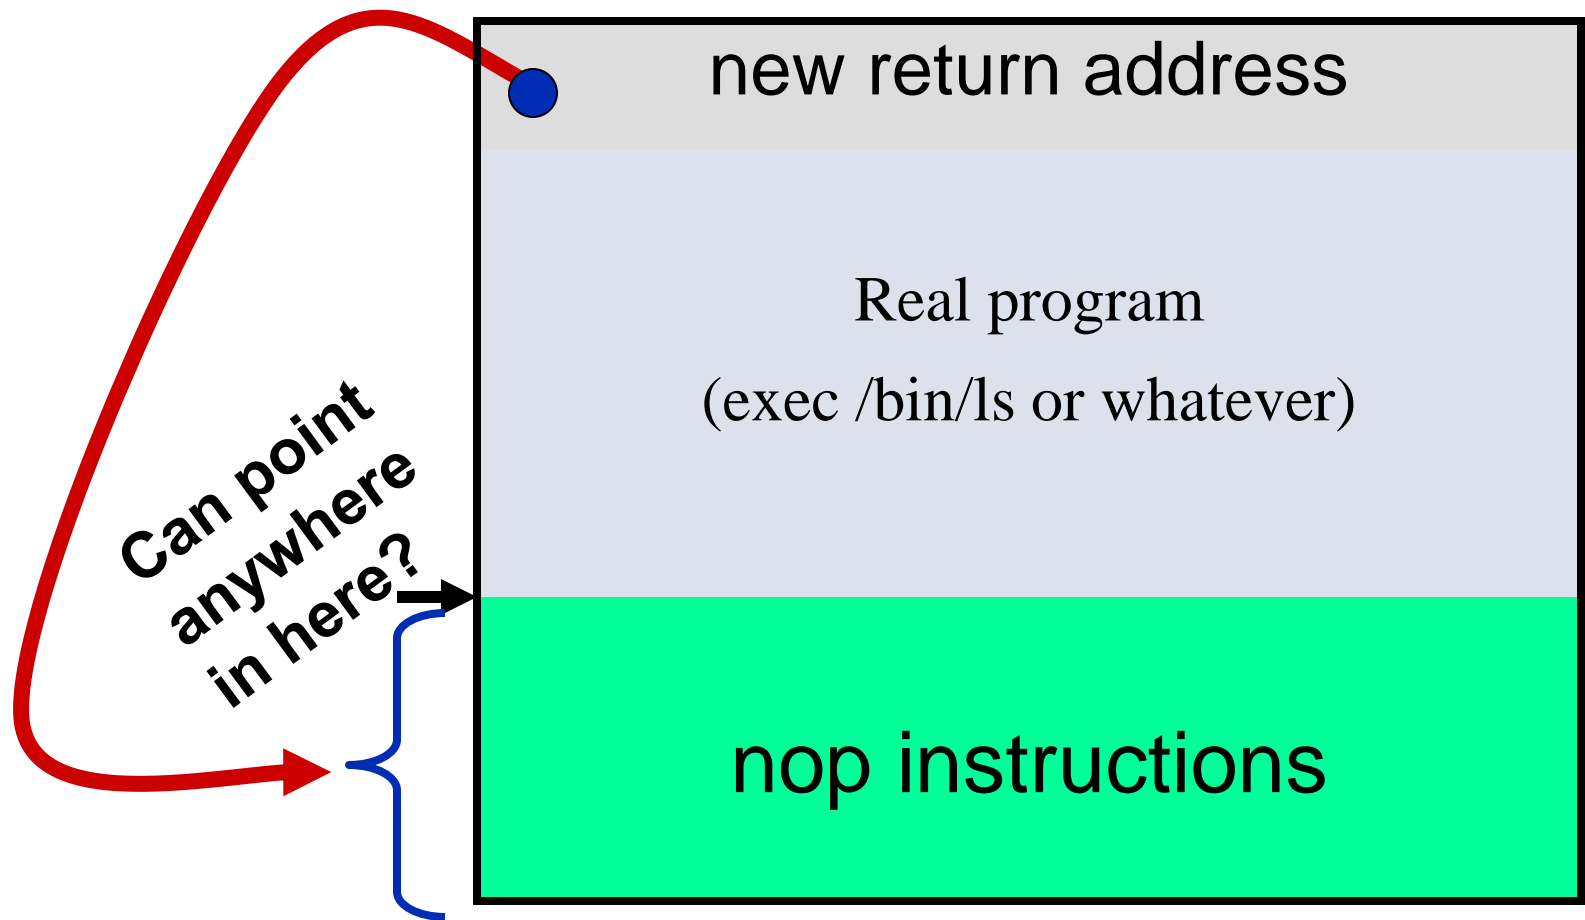 new return address
Real program
(exec /bin/ls or whatever)
Can point
anywhere
in here?
nop instructions